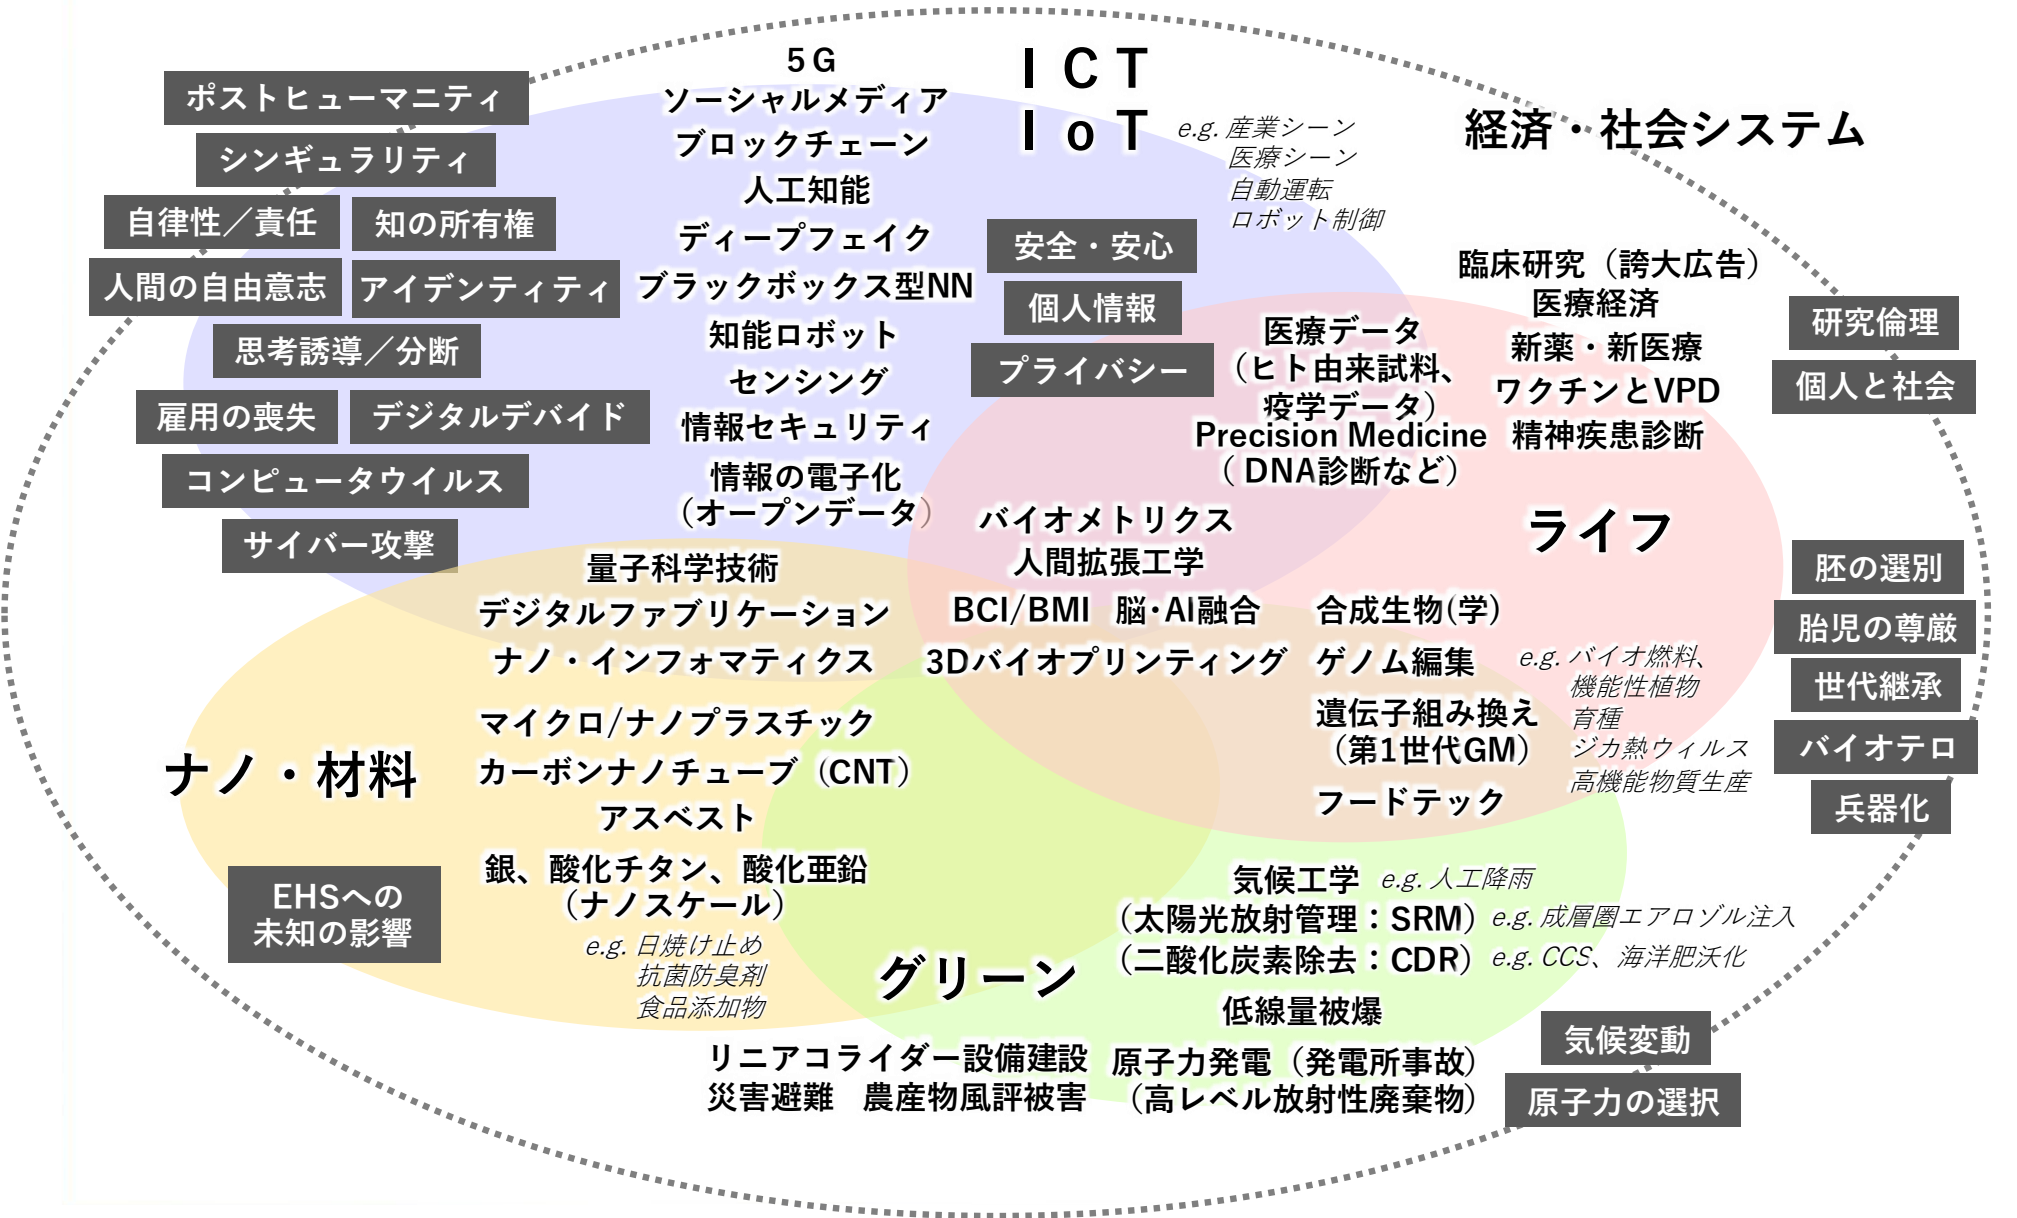 5G
ソーシャルメディア
ブロックチェーン
人工知能
ディープフェイク
ブラックボックス型NN
知能ロボット
センシング
情報セキュリティ
情報の電子化
（オープンデータ）
ICT
IoT
e.g. 産業シーン
医療シーン
自動運転
ロボット制御
経済・社会システム
ポストヒューマニティ
シンギュラリティ
自律性／責任
知の所有権
人間の自由意志
アイデンティティ
思考誘導／分断
雇用の喪失
デジタルデバイド
コンピュータウイルス
サイバー攻撃
安全・安心
個人情報
プライバシー
医療データ
（ヒト由来試料、
疫学データ）
Precision Medicine
（DNA診断など）
臨床研究（誇大広告）
医療経済
新薬・新医療
ワクチンとVPD
精神疾患診断
研究倫理
個人と社会
ライフ
バイオメトリクス
人間拡張工学
BCI/BMI 脳･AI融合
3Dバイオプリンティング
合成生物(学)
ゲノム編集
遺伝子組み換え
（第1世代GM）
フードテック
e.g. バイオ燃料、
機能性植物
育種
ジカ熱ウィルス
高機能物質生産
胚の選別
胎児の尊厳
世代継承
バイオテロ
兵器化
量子科学技術
デジタルファブリケーション
ナノ・インフォマティクス
マイクロ/ナノプラスチック
カーボンナノチューブ（CNT）
アスベスト
銀、酸化チタン、酸化亜鉛
（ナノスケール）
e.g. 日焼け止め
抗菌防臭剤
食品添加物
ナノ・材料
EHSへの
未知の影響
グリーン
気候工学 e.g. 人工降雨
（太陽光放射管理：SRM） e.g. 成層圏エアロゾル注入
（二酸化炭素除去：CDR） e.g. CCS、海洋肥沃化
低線量被爆
リニアコライダー設備建設
災害避難 農産物風評被害
原子力発電（発電所事故）
（高レベル放射性廃棄物）
気候変動
原子力の選択